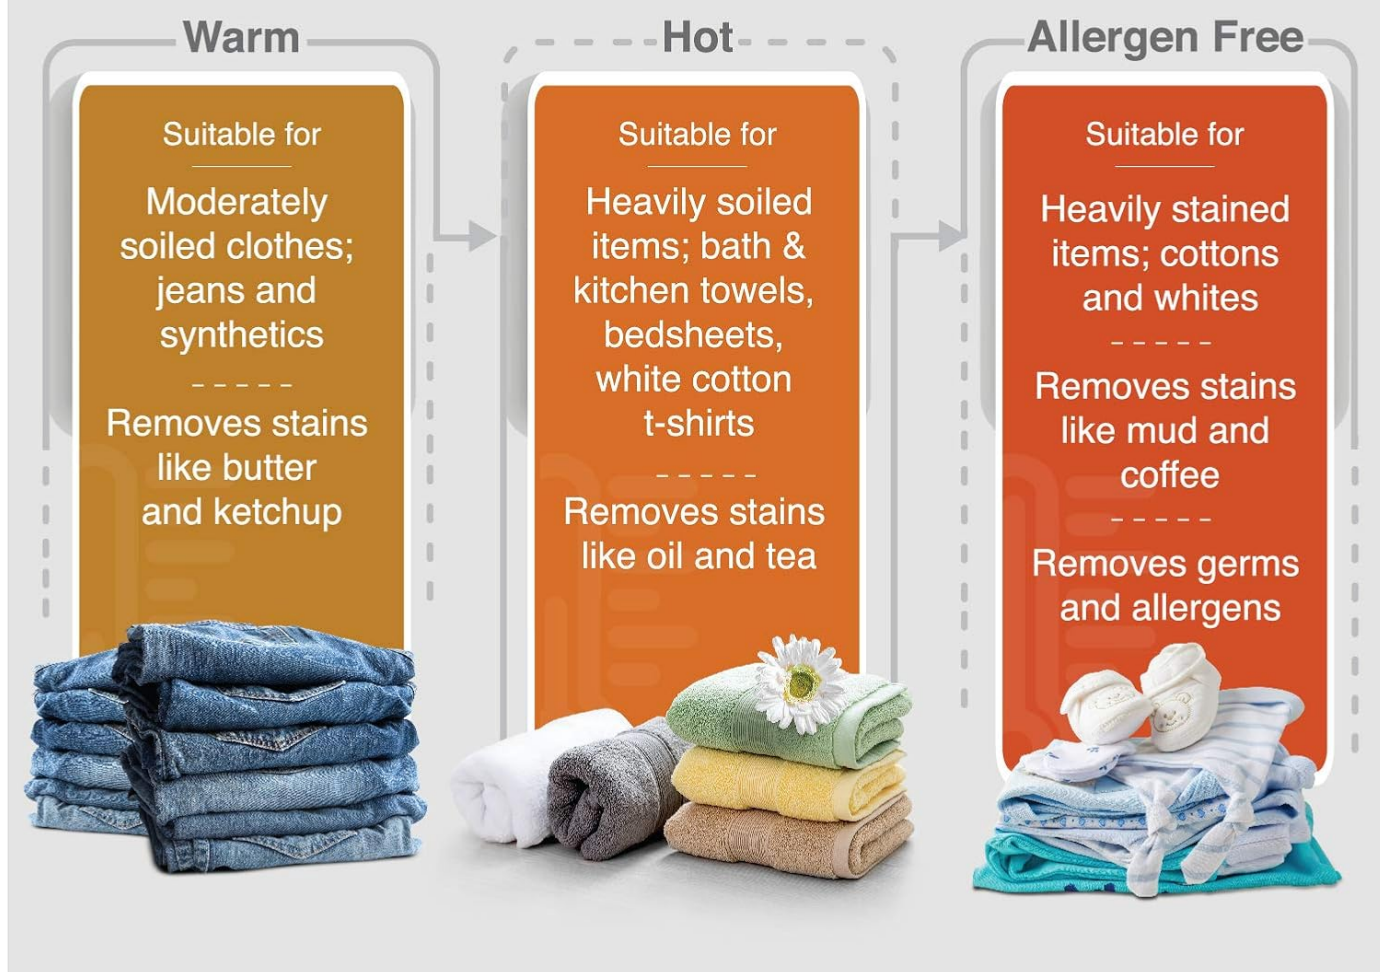 Warm
Suitable for
Moderately
soiled clothes;
jeans and
synthetics
Removes stains
like butter
and ketchup
Hot
Suitable for
Heavily soiled
items; bath &
kitchen towels,
bedsheets,
white cotton
t-shirts
Removes stains
like oil and tea
Allergen Free
Suitable for
Heavily stained
items; cottons
and whites
Removes stains
like mud and
coffee
Removes germs
and allergens